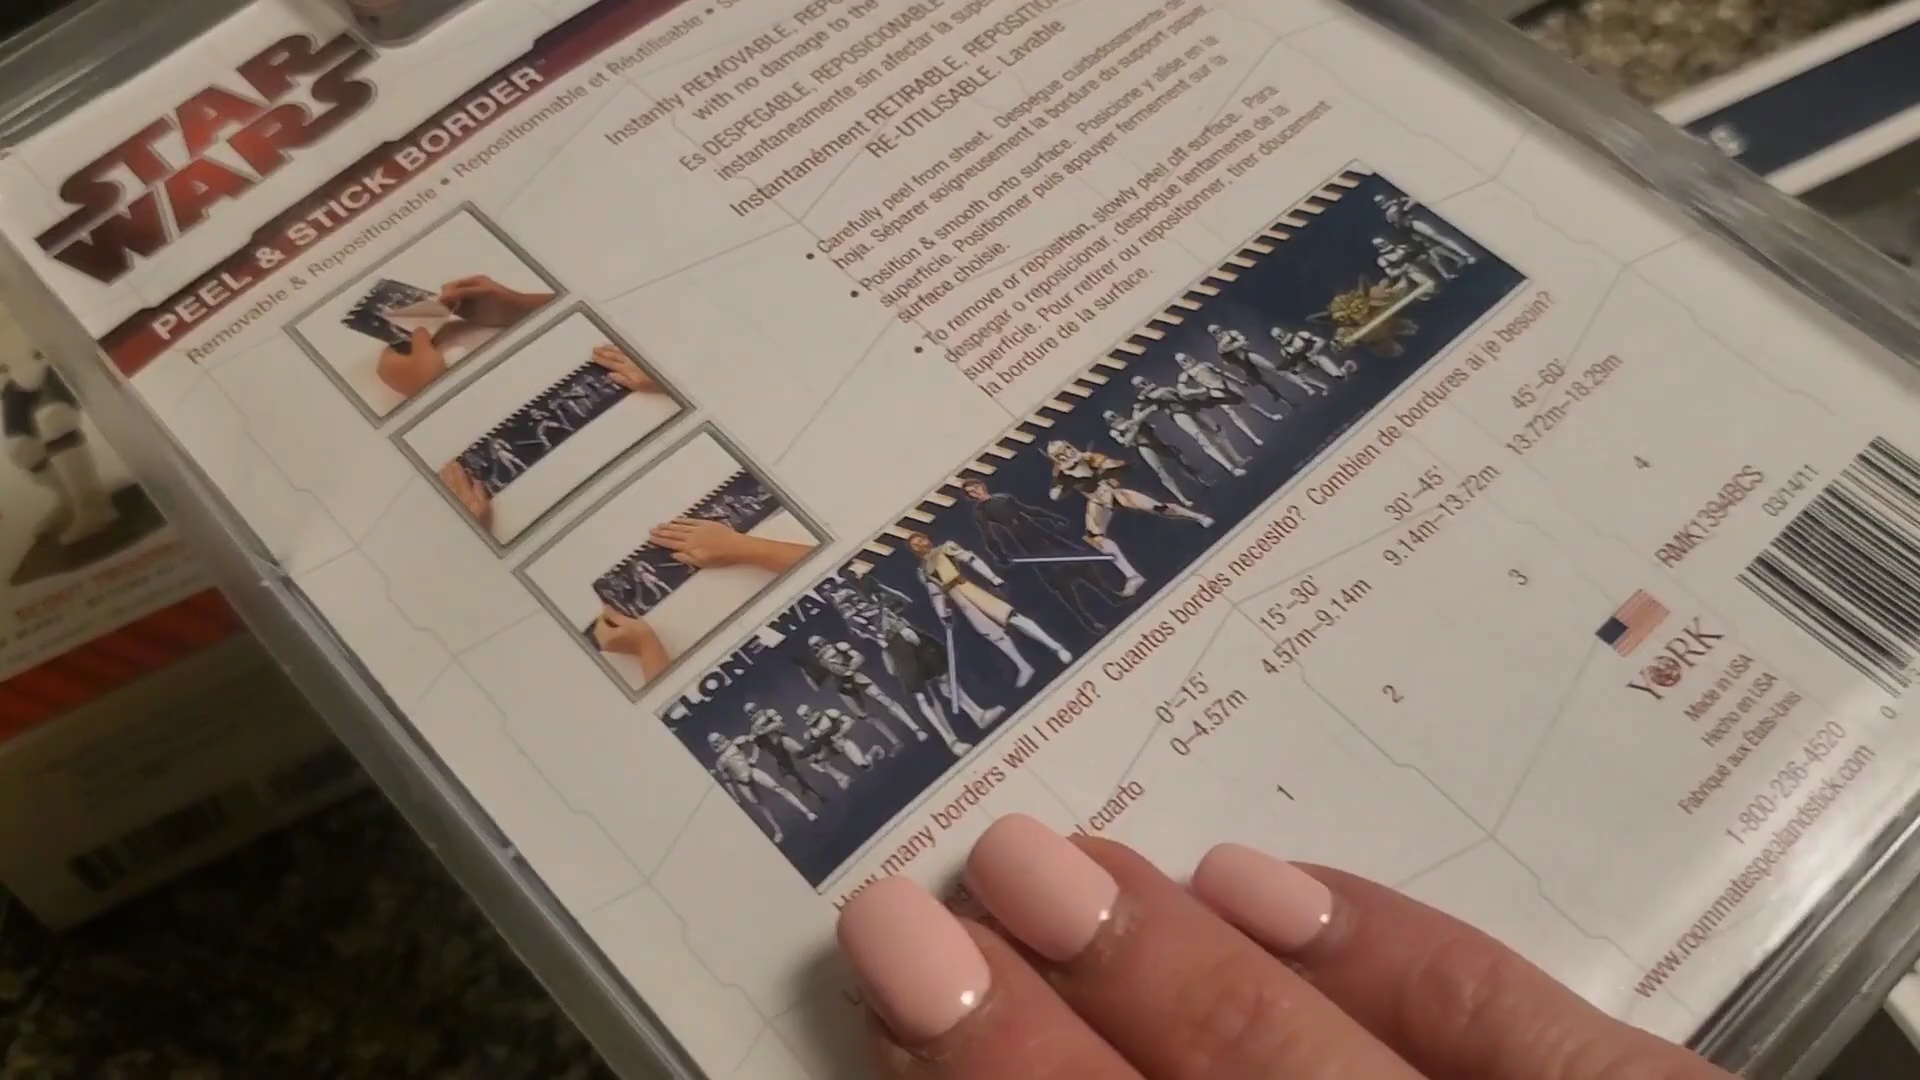 STAR
WARS
PEEL & STICK BORDER™
Removable & Repositionable • Repositionnable et Réutilisable •
Instantly REMOVABLE,
with no damage to the
Es DESPEGABLE, REPOSICIONABLE
instantaneamente sin afectar la
Instantanément RETIRABLE,
RE-UTILISABLE. Lavable
• Carefully peel from sheet. Despegue cuidadosamente de
hoja. Séparer soigneusement la bordure du support papier.
• Position & smooth onto surface. Posicione y alise en la
superficie. Positionner puis appuyer fermement sur la
surface choisie.
• To remove or reposition, slowly peel off surface. Para
despegar o reposicionar, despegue lentamente de la
superficie. Pour retirer ou repositionner, tirer doucement
la bordure de la surface.
CLONE WARS
How many borders will I need? Cuantos bordes necesito? Combien de bordures ai je besoin?
cuarto
0'–15'
0–4.57m
15'–30'
4.57m–9.14m
30'–45'
9.14m–13.72m
45'–60'
13.72m–18.29m
1
2
3
4
RMK1394BCS
03/14/11
YORK
Made in USA
Hecho en USA
Fabriqué aux États-Unis
1-800-236-4520
www.roommatespeelandstick.com
0